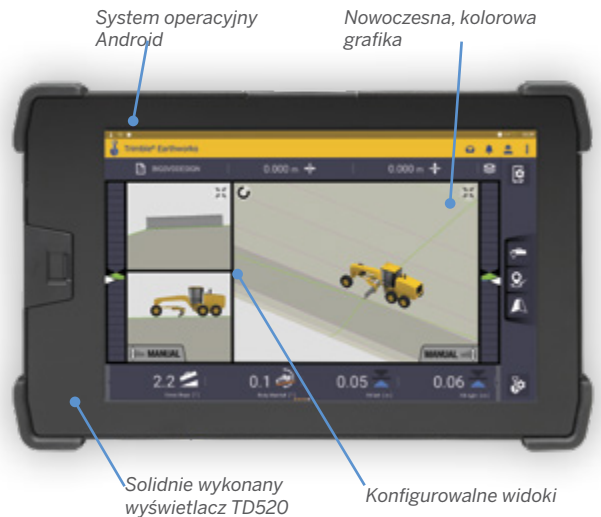 System operacyjny
Android
Nowoczesna, kolorowa
grafika
Trimble® Earthworks
0.000 m
0.000 m
MANUAL
MANUAL
2.2
0.1
0.05
0.06
Solidnie wykonany
wyświetlacz TD520
Konfigurowalne widoki